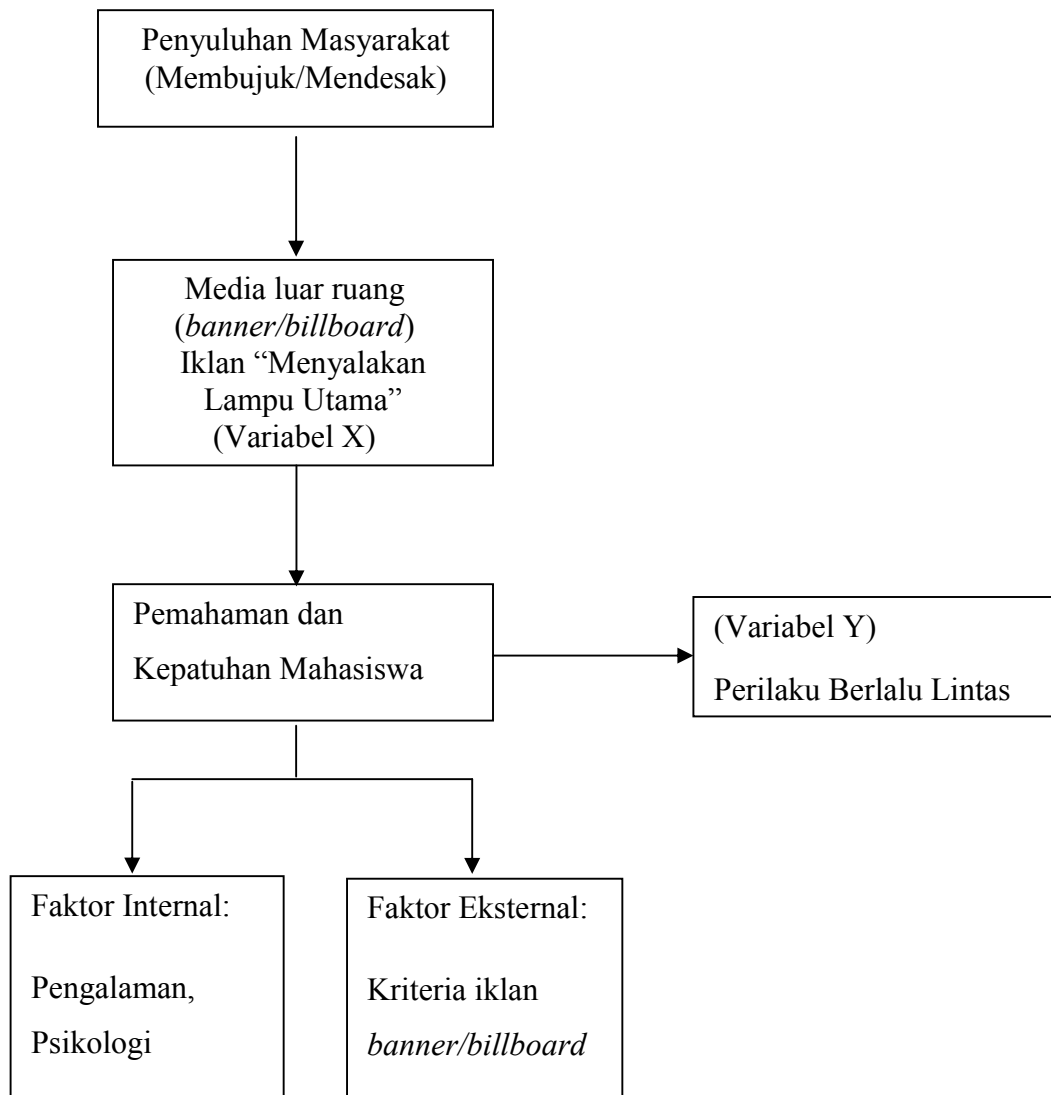 Penyuluhan Masyarakat
(Membujuk/Mendesak)
Media luar ruang
(banner/billboard)
Iklan “Menyalakan
Lampu Utama”
(Variabel X)
Pemahaman dan
Kepatuhan Mahasiswa
(Variabel Y)
Perilaku Berlalu Lintas
Faktor Internal:
Pengalaman,
Psikologi
Faktor Eksternal:
Kriteria iklan
banner/billboard